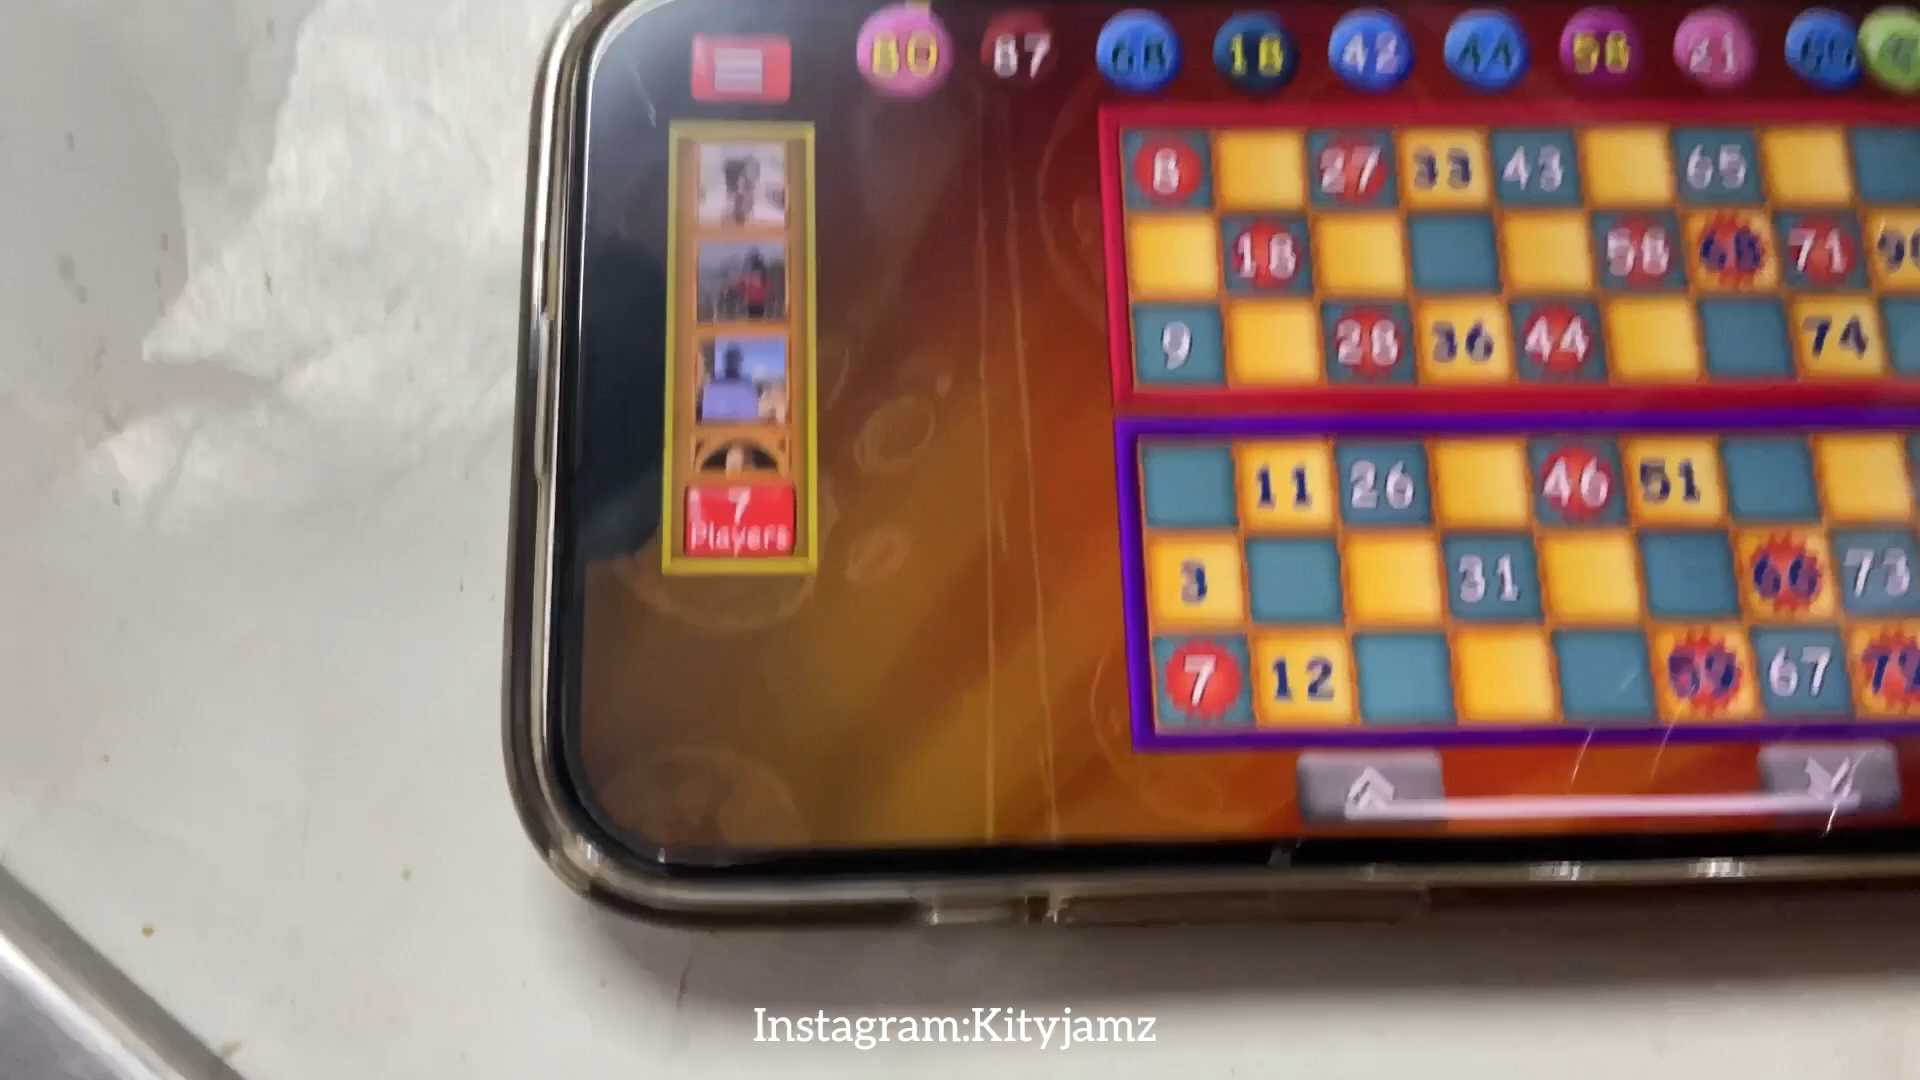 80 87 68 18 42 44 58 21
8 27 33 43 65
18 58 68 71
9 28 36 44 74
11 26 46 51
3 31 66 73
7 12 59 67
7
Players
Instagram:Kityjamz